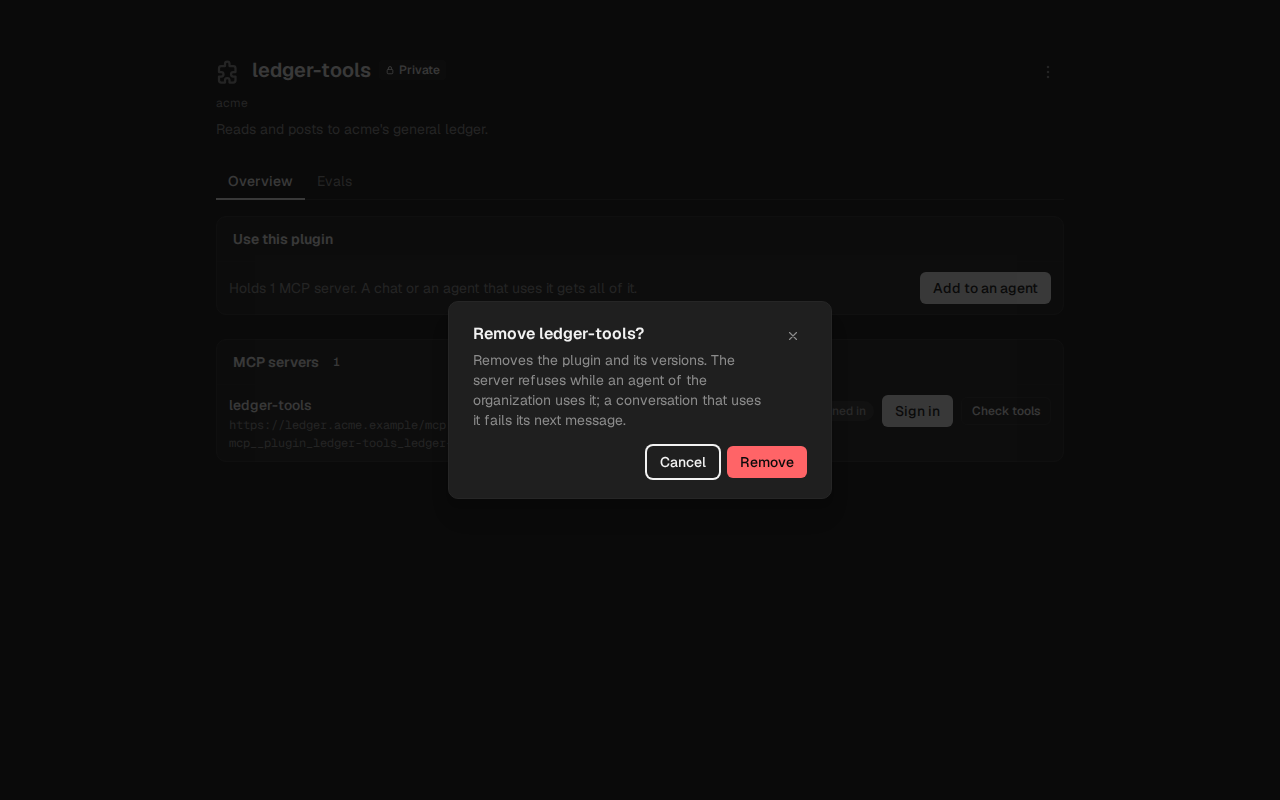 ledger-tools
Private
acme
Reads and posts to acme's general ledger.
Overview
Evals
Use this plugin
Holds 1 MCP server. A chat or an agent that uses it gets all of it.
Add to an agent
MCP servers 1
ledger-tools
https://ledger.acme.example/mcp
mcp__plugin_ledger-tools_ledger
Sign in
Check tools
Remove ledger-tools?
Removes the plugin and its versions. The
server refuses while an agent of the
organization uses it; a conversation that uses
it fails its next message.
Cancel
Remove